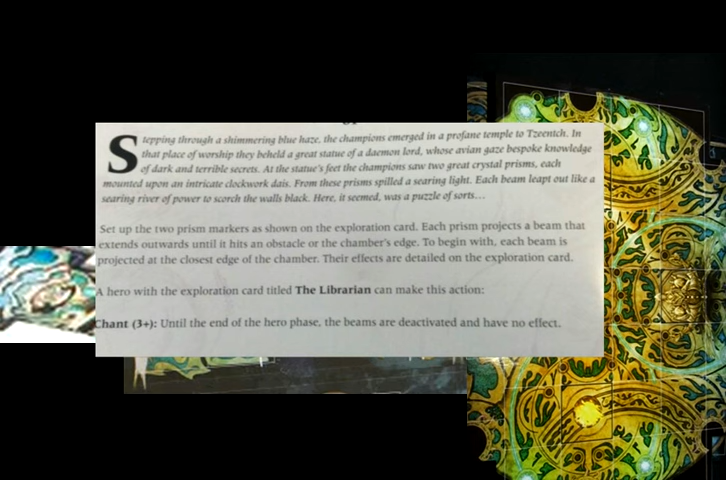 Stepping through a shimmering blue haze, the champions emerged in a profane temple to Tzeentch. In
that place of worship they beheld a great statue of a daemon lord, whose avian gaze bespoke knowledge
of dark and terrible secrets. At the statue's feet the champions saw two great crystal prisms, each
mounted upon an intricate clockwork dais. From these prisms spilled a searing light. Each beam leapt out like a
searing river of power to scorch the walls black. Here, it seemed, was a puzzle of sorts…
Set up the two prism markers as shown on the exploration card. Each prism projects a beam that
extends outwards until it hits an obstacle or the chamber's edge. To begin with, each beam is
projected at the closest edge of the chamber. Their effects are detailed on the exploration card.
A hero with the exploration card titled The Librarian can make this action:
Chant (3+): Until the end of the hero phase, the beams are deactivated and have no effect.